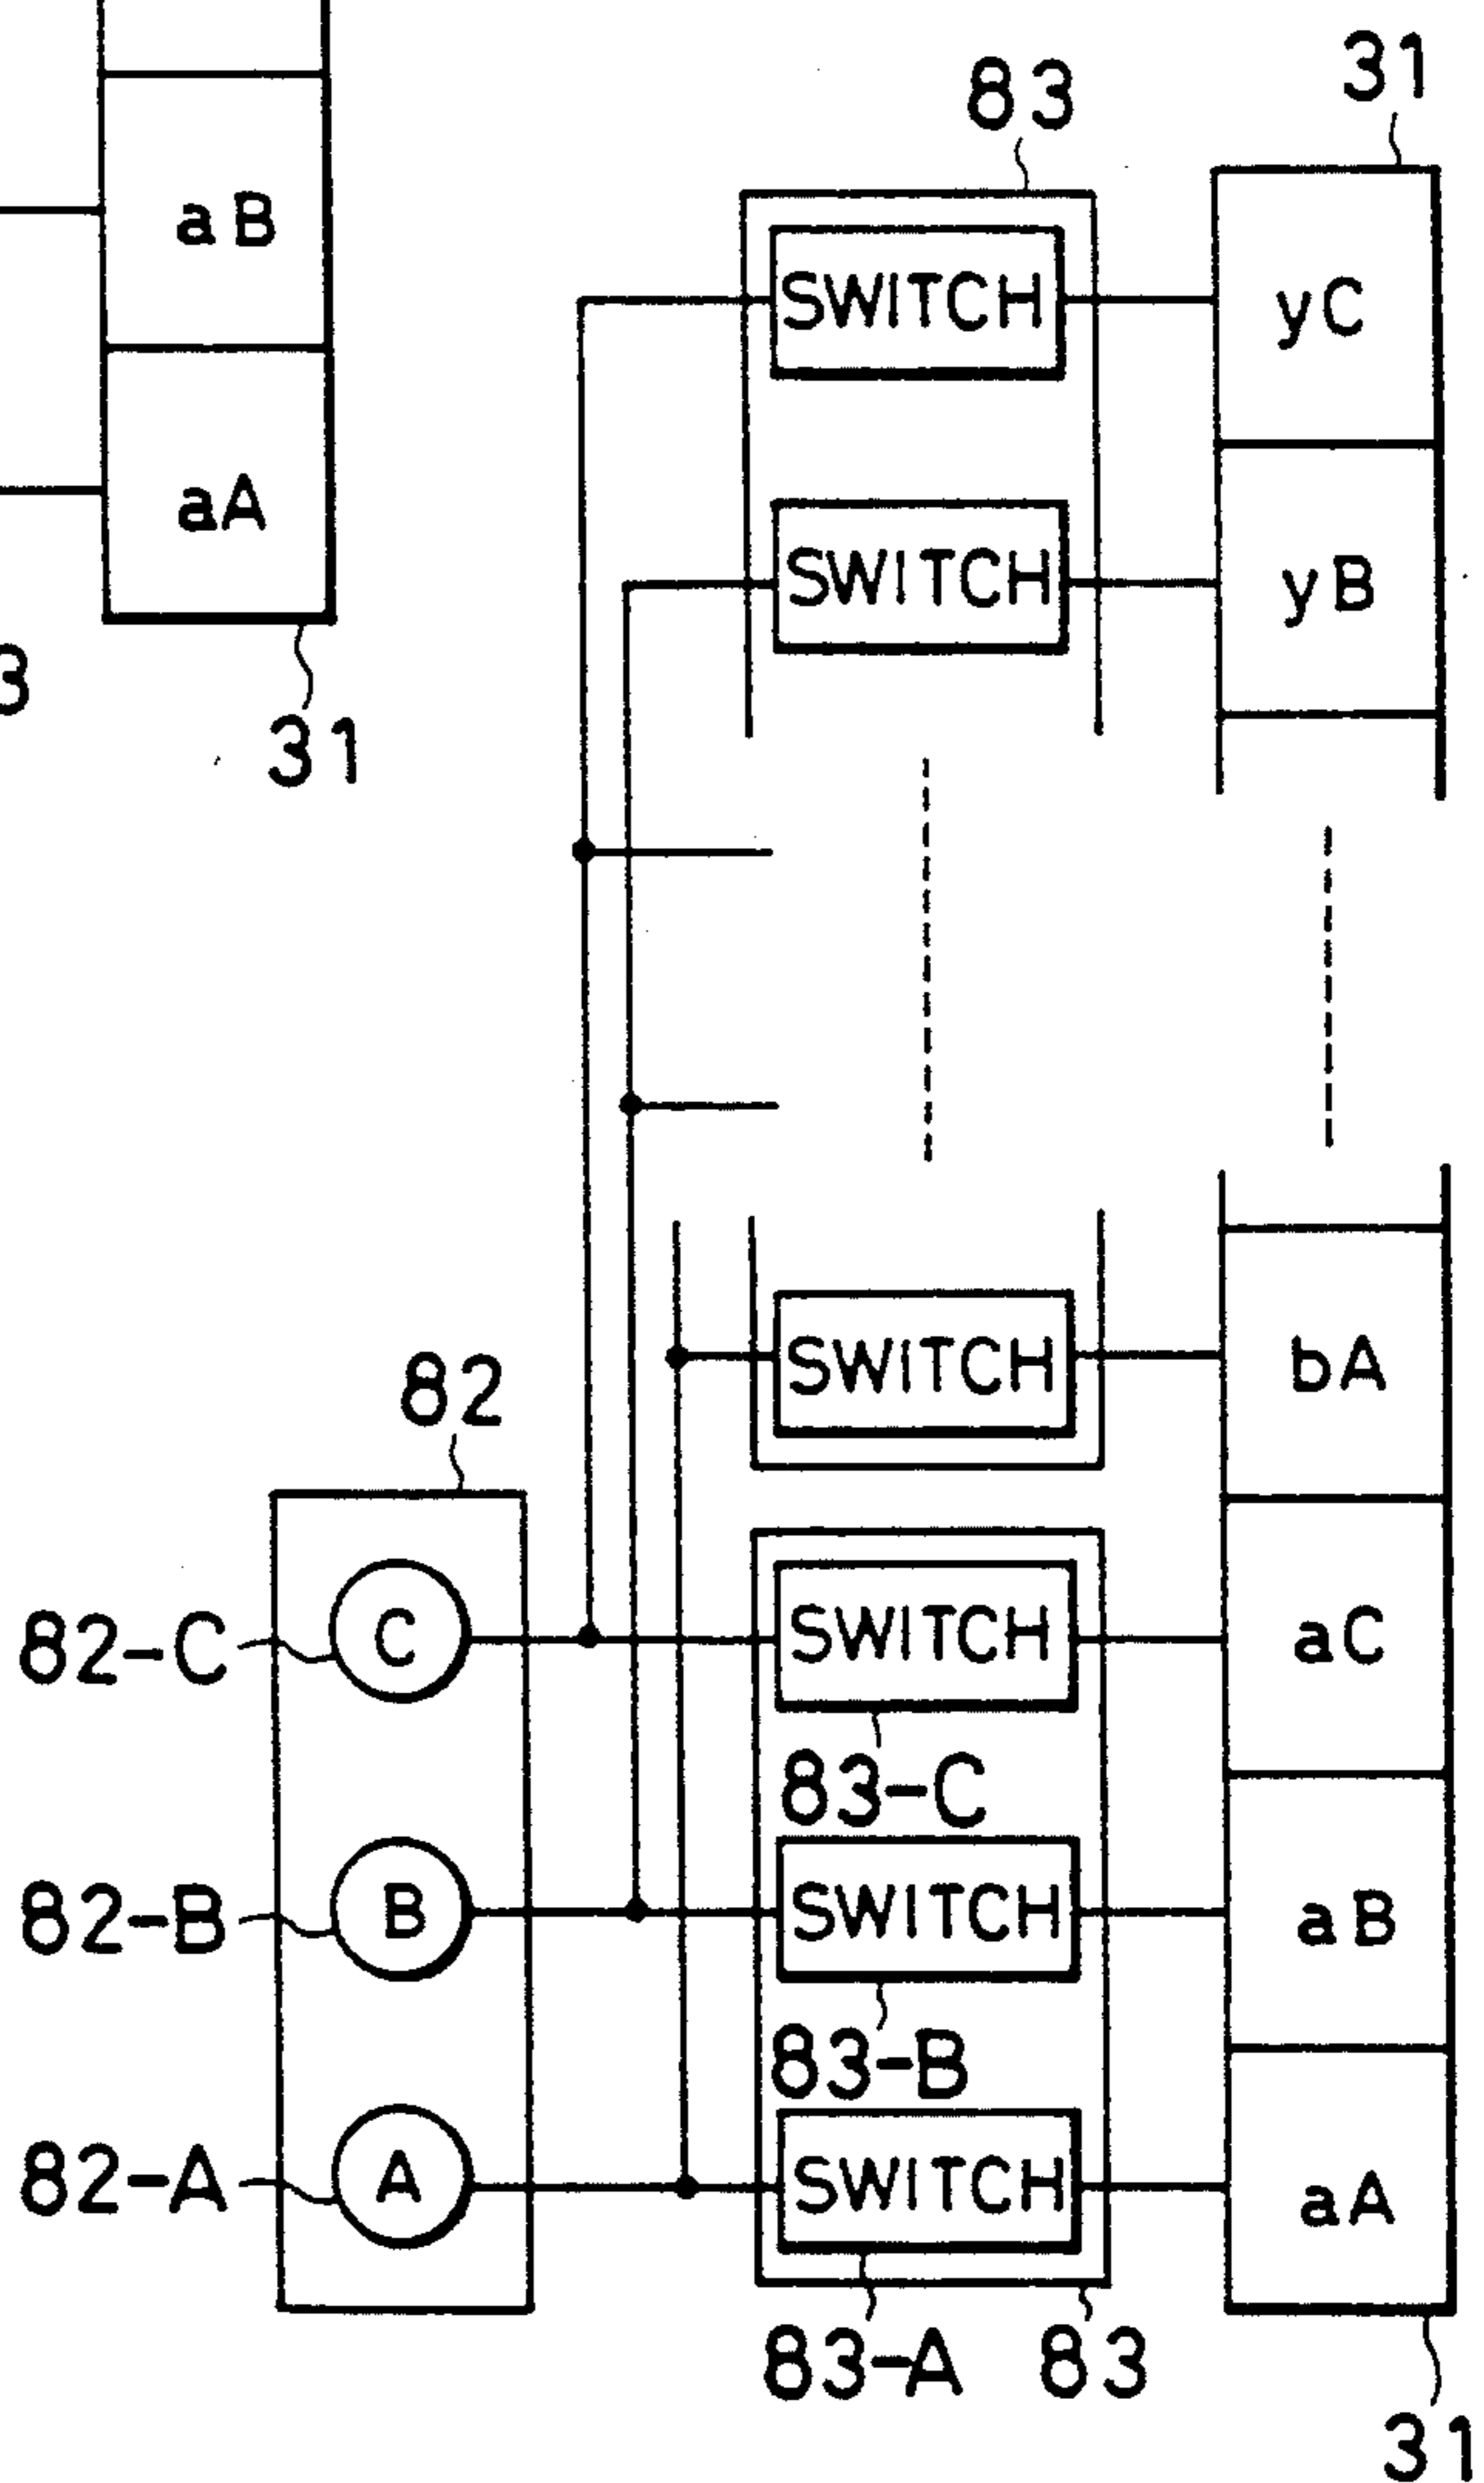 aB
aA
3
31
83
31
SWITCH
yC
SWITCH
yB
SWITCH
bA
82
82-C
C
SWITCH
aC
83-C
82-B
B
SWITCH
aB
83-B
82-A
A
SWITCH
aA
83-A
83
31